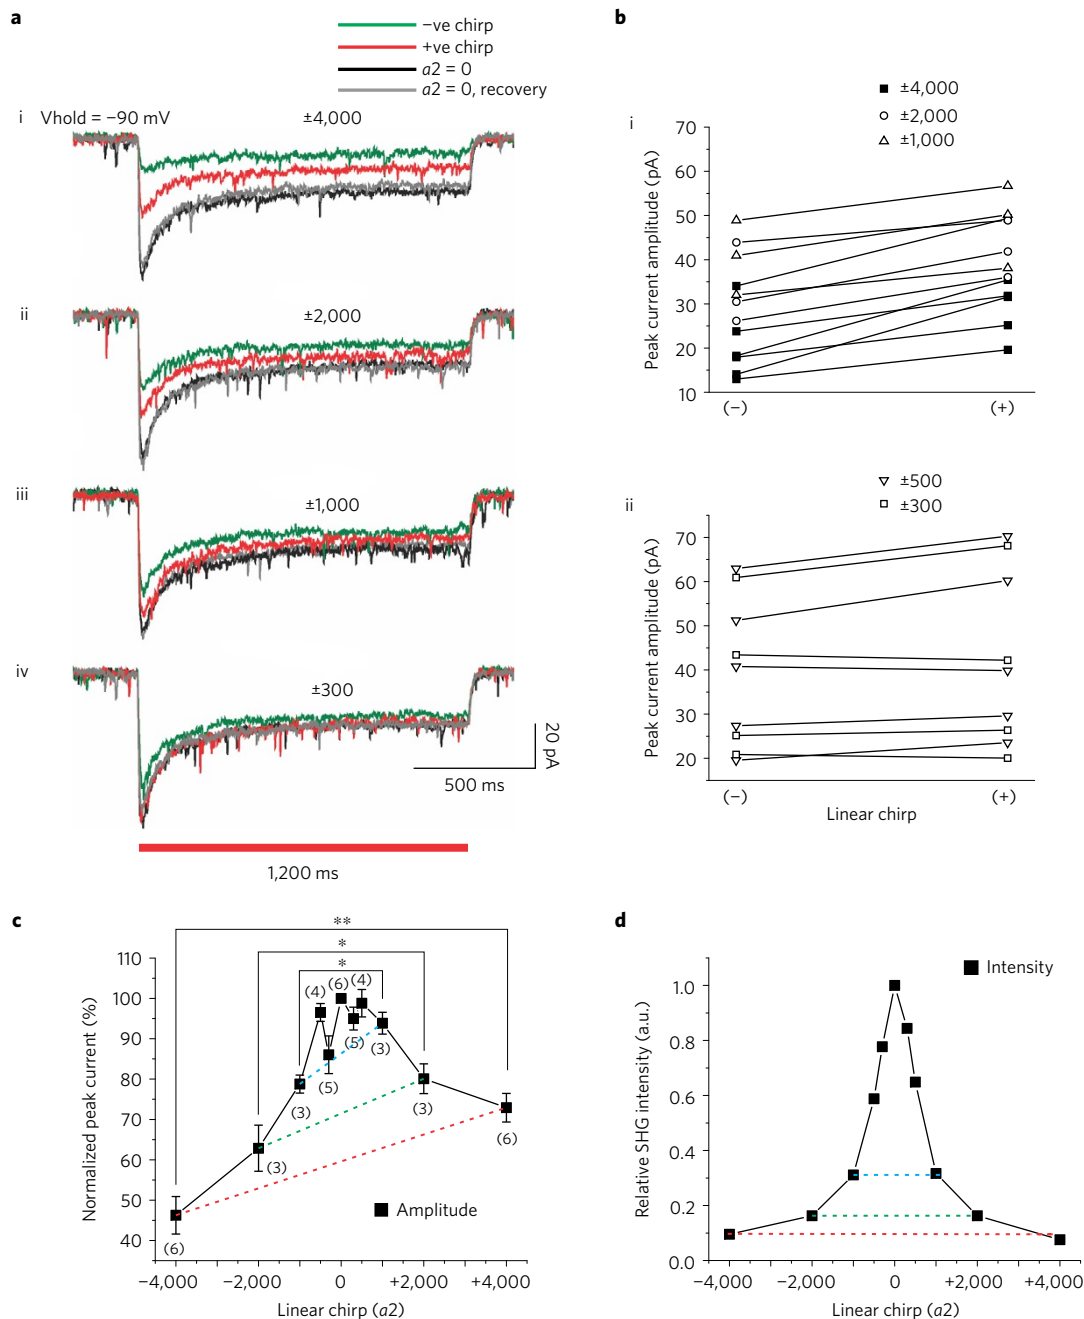 a
−ve chirp
+ve chirp
a2 = 0
a2 = 0, recovery
i
Vhold = −90 mV
±4,000
ii
±2,000
iii
±1,000
iv
±300
20 pA
500 ms
1,200 ms
b
±4,000
±2,000
±1,000
i
Peak current amplitude (pA)
70
60
50
40
30
20
10
(−)
(+)
±500
±300
ii
Peak current amplitude (pA)
70
60
50
40
30
20
(−)
(+)
Linear chirp
c
**
*
*
Normalized peak current (%)
110
100
90
80
70
60
50
40
(6)
(3)
(3)
(4)
(5)
(6)
(5)
(4)
(3)
(3)
(6)
Amplitude
−4,000
−2,000
0
+2,000
+4,000
Linear chirp (a2)
d
Intensity
Relative SHG intensity (a.u.)
1.0
0.8
0.6
0.4
0.2
0.0
−4,000
−2,000
0
+2,000
+4,000
Linear chirp (a2)